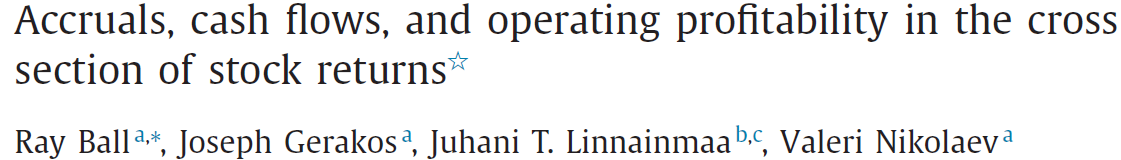 Accruals, cash flows, and operating profitability in the cross
section of stock returns☆
Ray Ball a,*, Joseph Gerakos a, Juhani T. Linnainmaa b,c, Valeri Nikolaev a